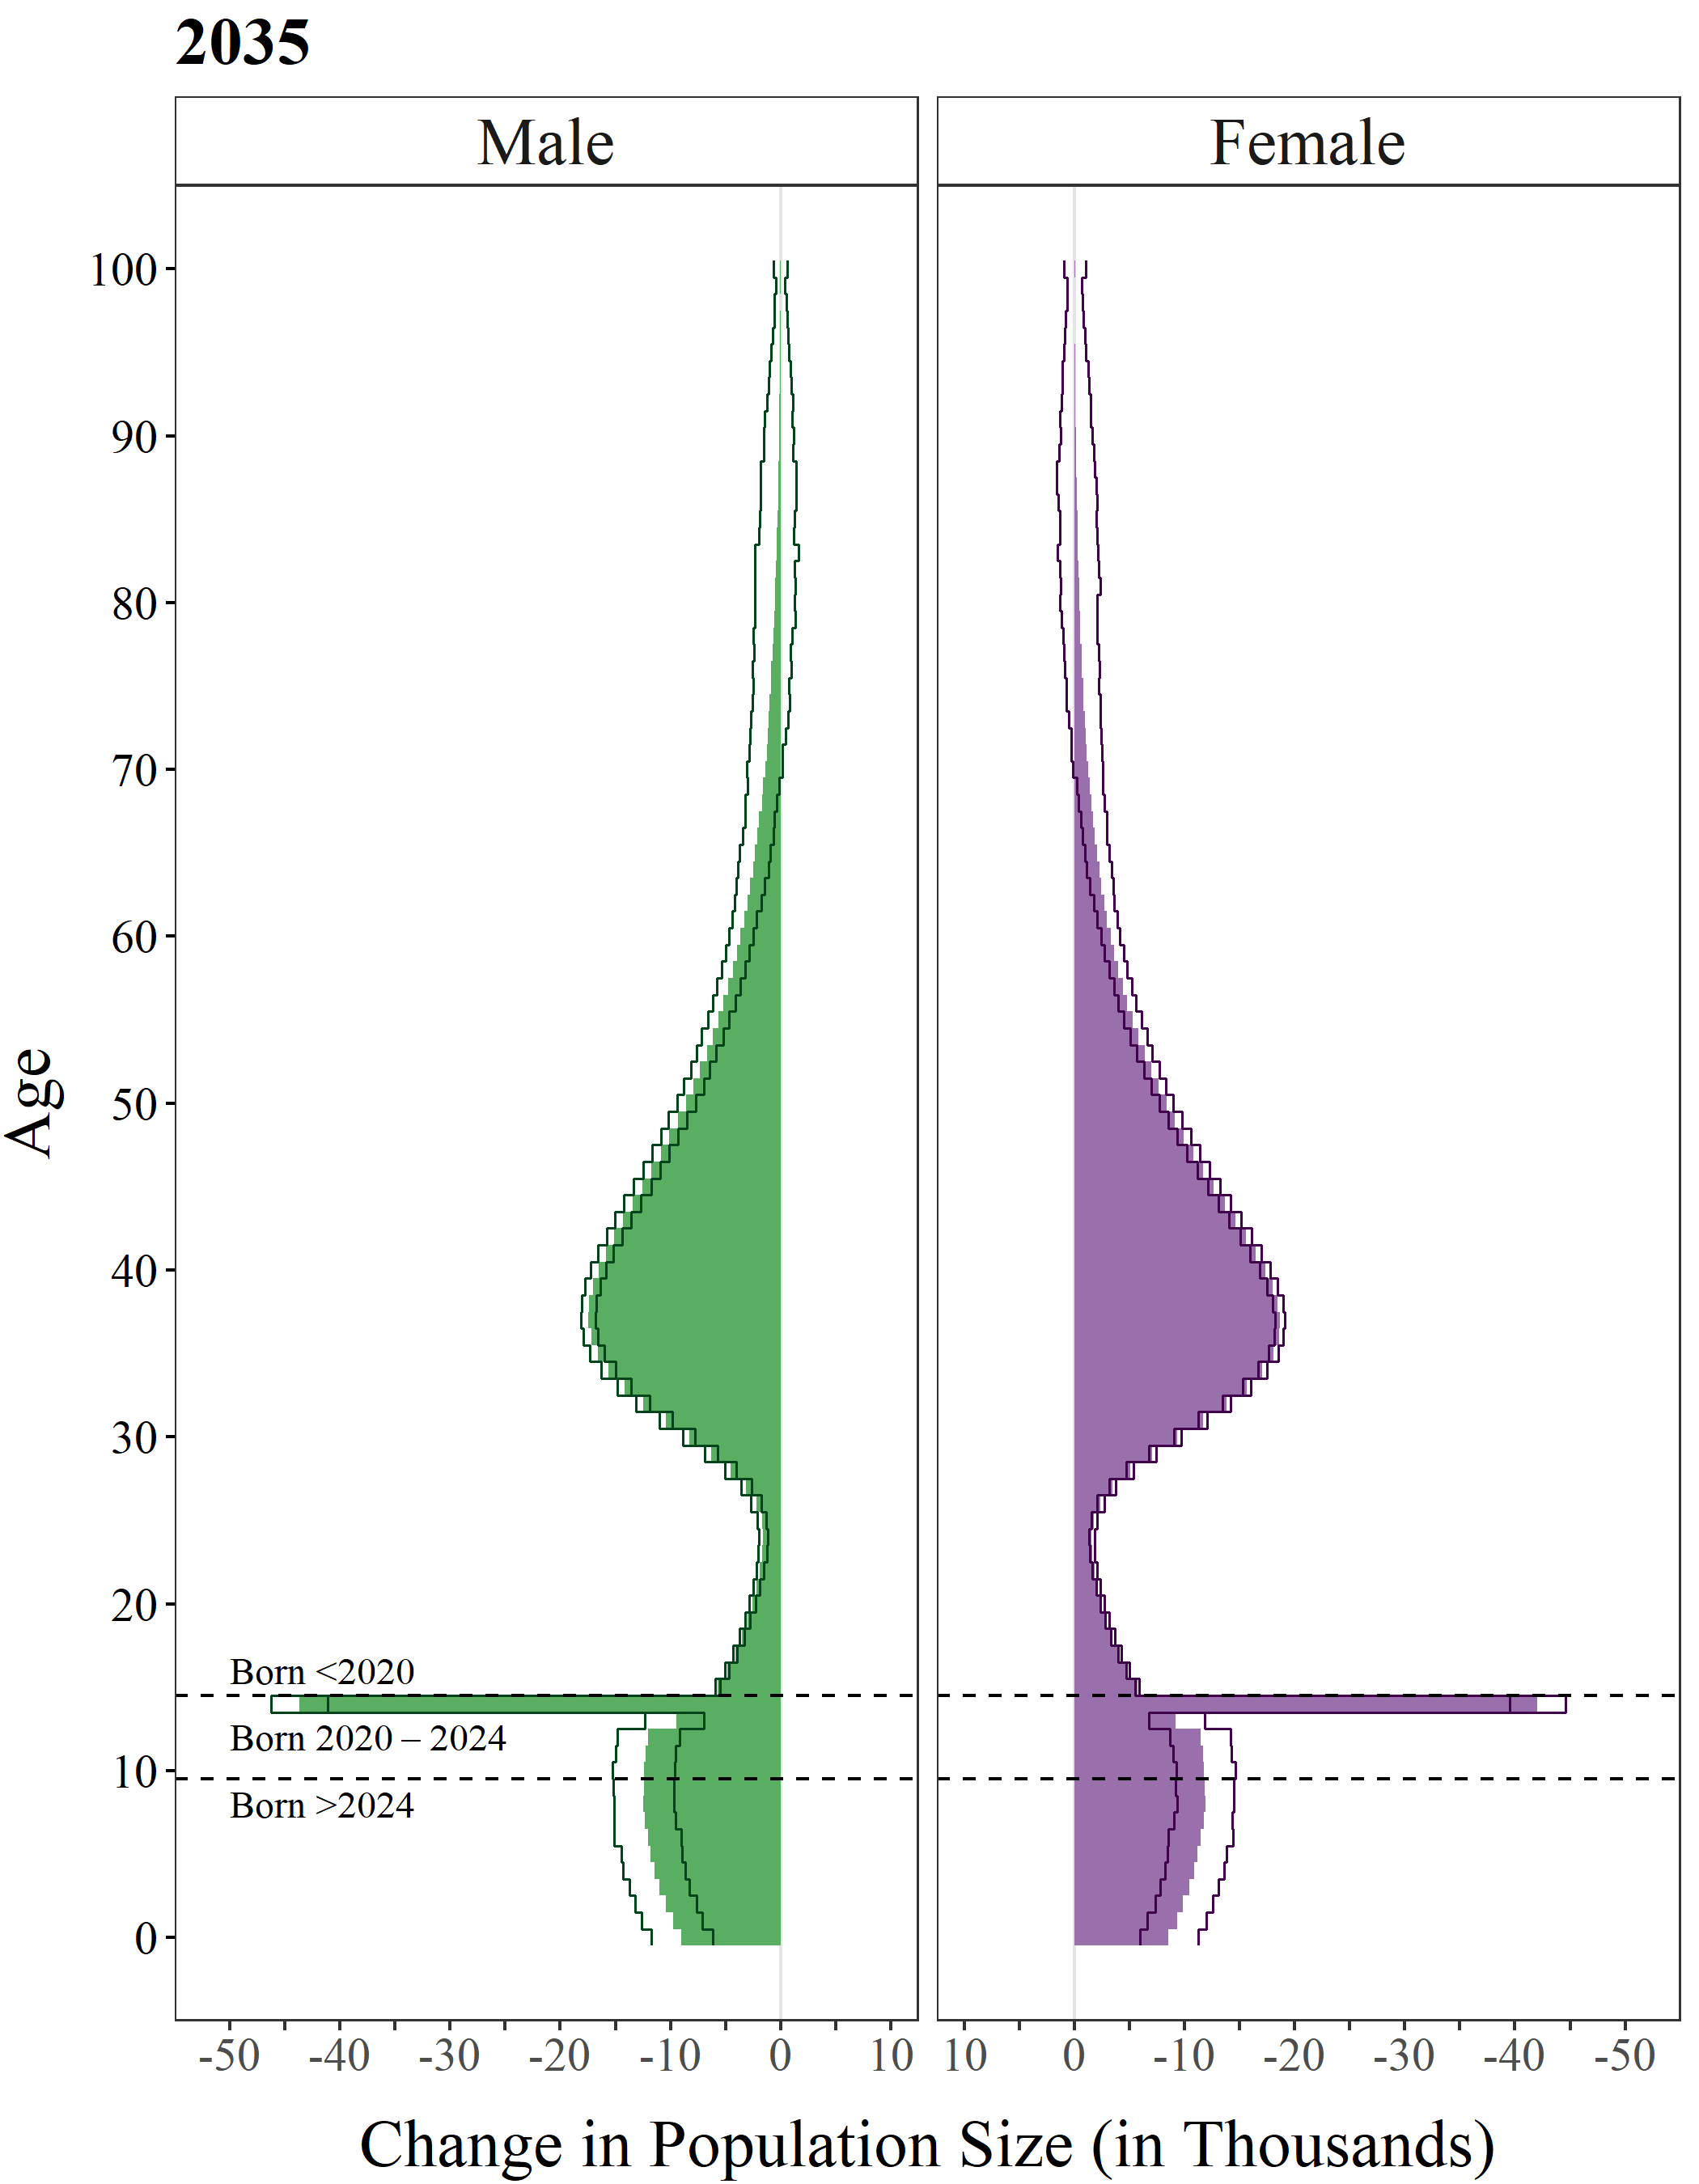 2035
Male
Female
Age
100
90
80
70
60
50
40
30
20
10
0
Born <2020
Born 2020 – 2024
Born >2024
-50 -40 -30 -20 -10 0 10
10 0 -10 -20 -30 -40 -50
Change in Population Size (in Thousands)